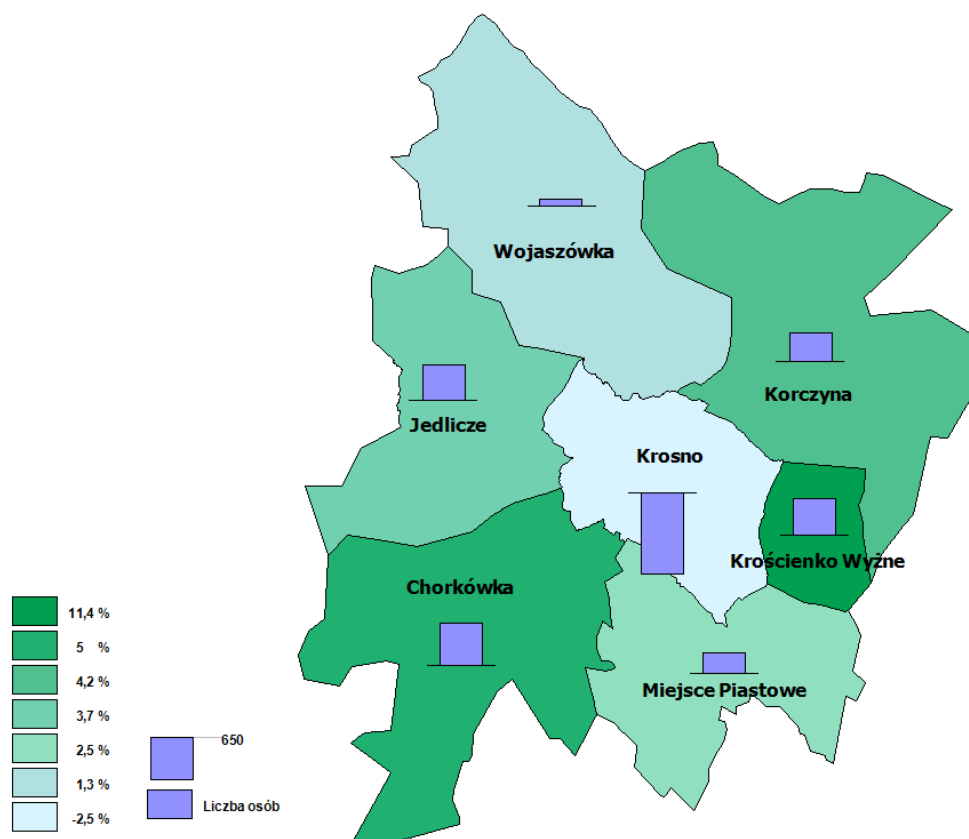 Wojaszówka
Korczyna
Jedlicze
Krosno
Krościenko Wyżne
Chorkówka
Miejsce Piastowe
11,4 %
5 %
4,2 %
3,7 %
2,5 %
1,3 %
-2,5 %
650
Liczba osób